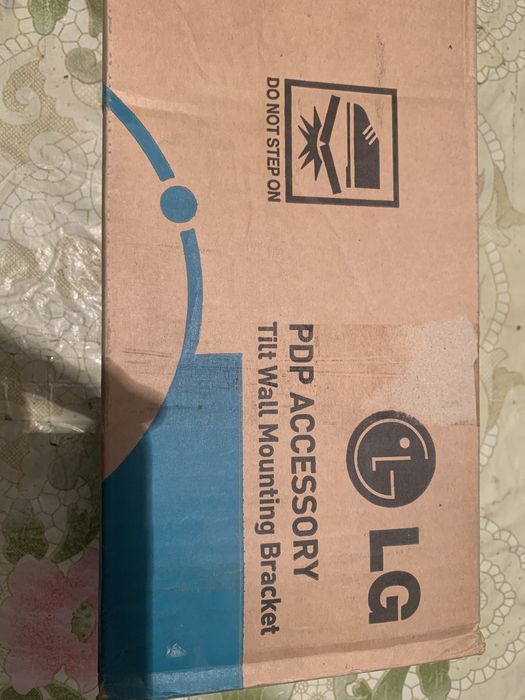 DO NOT STEP ON
LG
PDP ACCESSORY
Tilt Wall Mounting Bracket